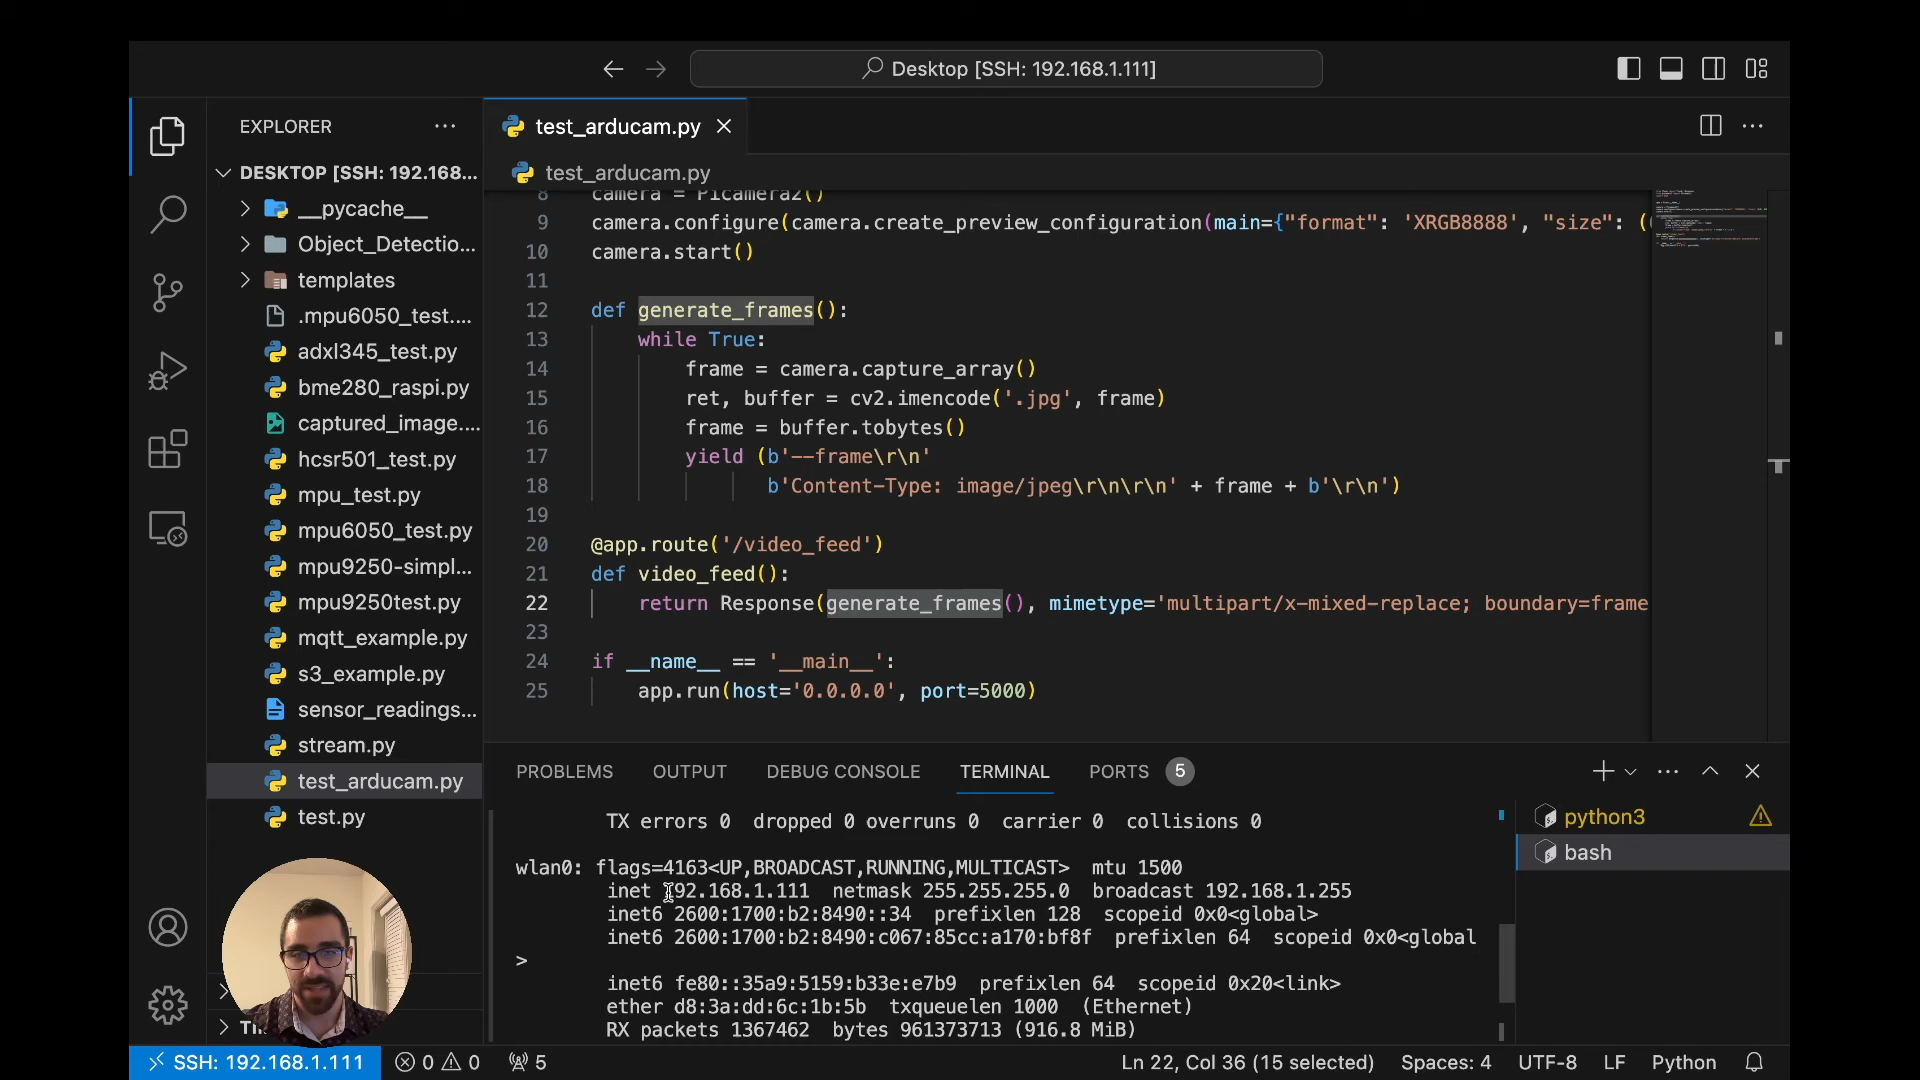 Desktop [SSH: 192.168.1.111]
EXPLORER
test_arducam.py
DESKTOP [SSH: 192.168...
test_arducam.py
__pycache__
Object_Detectio...
templates
.mpu6050_test....
adxl345_test.py
bme280_raspi.py
captured_image....
hcsr501_test.py
mpu_test.py
mpu6050_test.py
mpu9250-simpl...
mpu9250test.py
mqtt_example.py
s3_example.py
sensor_readings...
stream.py
test_arducam.py
test.py
8 camera = Picamera2()
9 camera.configure(camera.create_preview_configuration(main={"format": 'XRGB8888', "size": (
10 camera.start()
11
12 def generate_frames():
13 while True:
14 frame = camera.capture_array()
15 ret, buffer = cv2.imencode('.jpg', frame)
16 frame = buffer.tobytes()
17 yield (b'--frame\r\n'
18 b'Content-Type: image/jpeg\r\n\r\n' + frame + b'\r\n')
19
20 @app.route('/video_feed')
21 def video_feed():
22 return Response(generate_frames(), mimetype='multipart/x-mixed-replace; boundary=frame
23
24 if __name__ == '__main__':
25 app.run(host='0.0.0.0', port=5000)
PROBLEMS OUTPUT DEBUG CONSOLE TERMINAL PORTS 5
TX errors 0 dropped 0 overruns 0 carrier 0 collisions 0
wlan0: flags=4163<UP,BROADCAST,RUNNING,MULTICAST> mtu 1500
inet 192.168.1.111 netmask 255.255.255.0 broadcast 192.168.1.255
inet6 2600:1700:b2:8490::34 prefixlen 128 scopeid 0x0<global>
inet6 2600:1700:b2:8490:c067:85cc:a170:bf8f prefixlen 64 scopeid 0x0<global
>
inet6 fe80::35a9:5159:b33e:e7b9 prefixlen 64 scopeid 0x20<link>
ether d8:3a:dd:6c:1b:5b txqueuelen 1000 (Ethernet)
RX packets 1367462 bytes 961373713 (916.8 MiB)
python3
bash
SSH: 192.168.1.111 0 0 5 Ln 22, Col 36 (15 selected) Spaces: 4 UTF-8 LF Python